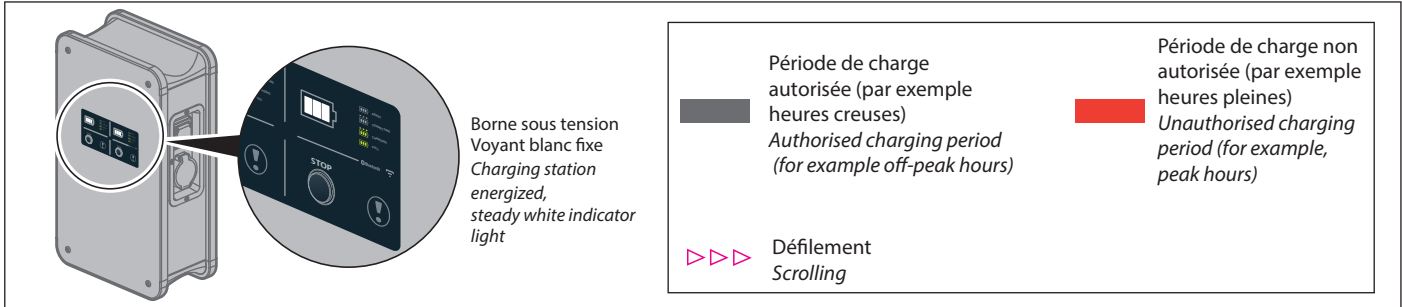 STOP
Bluetooth
Borne sous tension
Voyant blanc fixe
Charging station
energized,
steady white indicator
light
Période de charge
autorisée (par exemple
heures creuses)
Authorised charging period
(for example off-peak hours)
Période de charge non
autorisée (par exemple
heures pleines)
Unauthorised charging
period (for example,
peak hours)
Défilement
Scrolling